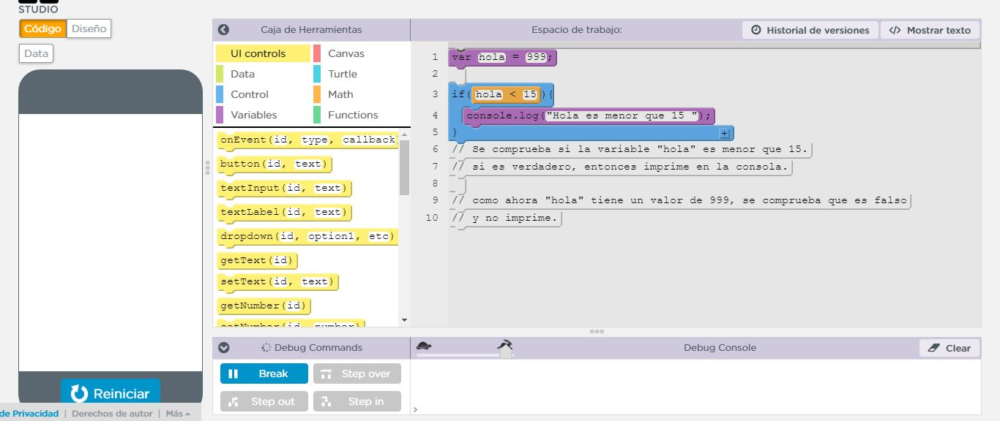 STUDIO
Código Diseño
Data
Caja de Herramientas
Espacio de trabajo:
Historial de versiones
Mostrar texto
UI controls
Canvas
Data
Turtle
Control
Math
Variables
Functions
onEvent(id, type, callback
button(id, text)
textInput(id, text)
textLabel(id, text)
dropdown(id, option1, etc)
getText(id)
setText(id, text)
getNumber(id)
1 var hola = 999;
2
3 if(hola < 15){
4 console.log("Hola es menor que 15 ");
5 }
6 // Se comprueba si la variable "hola" es menor que 15.
7 // si es verdadero, entonces imprime en la consola.
8
9 // como ahora "hola" tiene un valor de 999, se comprueba que es falso
10 // y no imprime.
Debug Commands
Debug Console
Clear
Break
Step over
Step out
Step in
>
Reiniciar
de Privacidad | Derechos de autor | Más